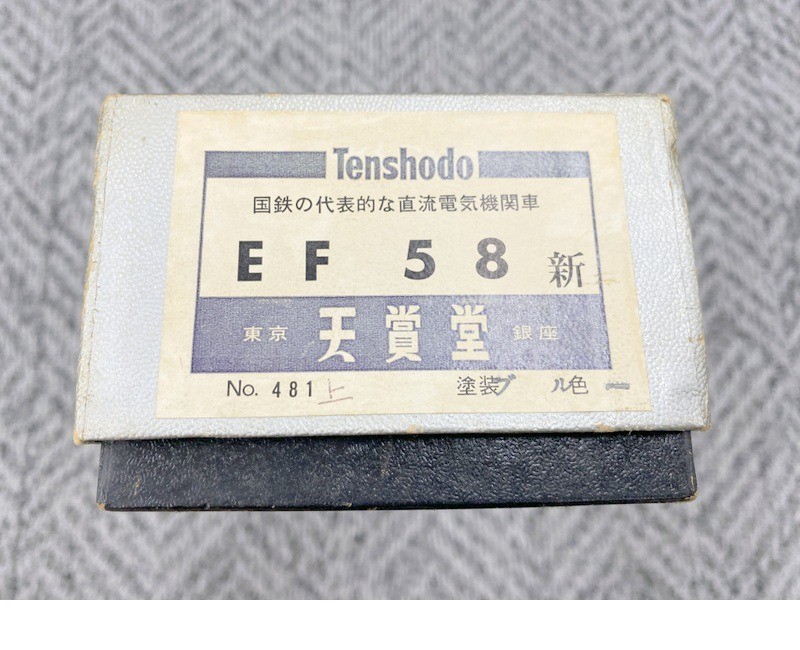 Tenshodo
国鉄の代表的な直流電気機関車
EF 58 新
東京 天賞堂 銀座
No. 481 上
塗装ブ ル色 ー